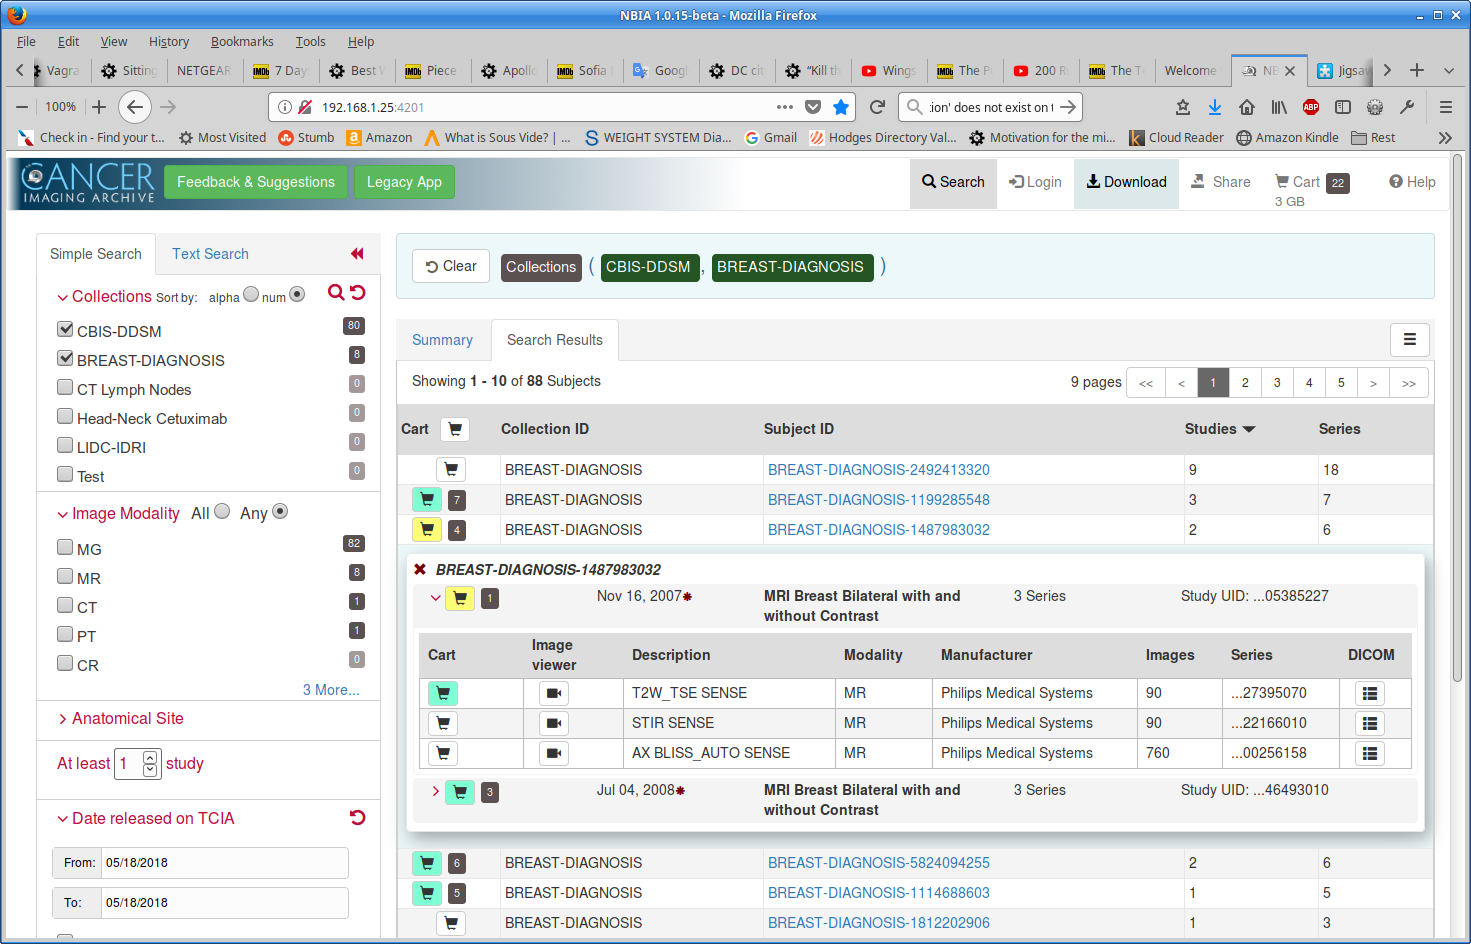 NBIA 1.0.15-beta - Mozilla Firefox
File Edit View History Bookmarks Tools Help
Vagra Sitting NETGEAR IMDb 7 Day Best W IMDb Piece Apollo IMDb Sofia Googl DC cit "Kill th Wings IMDb The P 200 R IMDb The T Welcome NB Jigsaw
100% 192.168.1.25:4201 :ion' does not exist on t ABP
Check in - Find your t... Most Visited Stumb Amazon What is Sous Vide? | ... WEIGHT SYSTEM Dia... Gmail Hodges Directory Val... Motivation for the mi... Cloud Reader Amazon Kindle Rest
CANCER
IMAGING ARCHIVE
Feedback & Suggestions Legacy App Search Login Download Share Cart 22 Help
3 GB
Simple Search Text Search
Clear Collections ( CBIS-DDSM , BREAST-DIAGNOSIS )
Collections Sort by: alpha num
CBIS-DDSM 80
BREAST-DIAGNOSIS 8
CT Lymph Nodes 0
Head-Neck Cetuximab 0
LIDC-IDRI 0
Test 0
Image Modality All Any
MG 82
MR 8
CT 1
PT 1
CR 0
3 More...
Anatomical Site
At least 1 study
Date released on TCIA
From: 05/18/2018
To: 05/18/2018
Summary Search Results
Showing 1 - 10 of 88 Subjects 9 pages << < 1 2 3 4 5 > >>
Cart Collection ID Subject ID Studies Series
BREAST-DIAGNOSIS BREAST-DIAGNOSIS-2492413320 9 18
7 BREAST-DIAGNOSIS BREAST-DIAGNOSIS-1199285548 3 7
4 BREAST-DIAGNOSIS BREAST-DIAGNOSIS-1487983032 2 6
BREAST-DIAGNOSIS-1487983032
1 Nov 16, 2007 MRI Breast Bilateral with and 3 Series Study UID: ...05385227
without Contrast
Cart Image viewer Description Modality Manufacturer Images Series DICOM
T2W_TSE SENSE MR Philips Medical Systems 90 ...27395070
STIR SENSE MR Philips Medical Systems 90 ...22166010
AX BLISS_AUTO SENSE MR Philips Medical Systems 760 ...00256158
3 Jul 04, 2008 MRI Breast Bilateral with and 3 Series Study UID: ...46493010
without Contrast
6 BREAST-DIAGNOSIS BREAST-DIAGNOSIS-5824094255 2 6
5 BREAST-DIAGNOSIS BREAST-DIAGNOSIS-1114688603 1 5
BREAST-DIAGNOSIS BREAST-DIAGNOSIS-1812202906 1 3